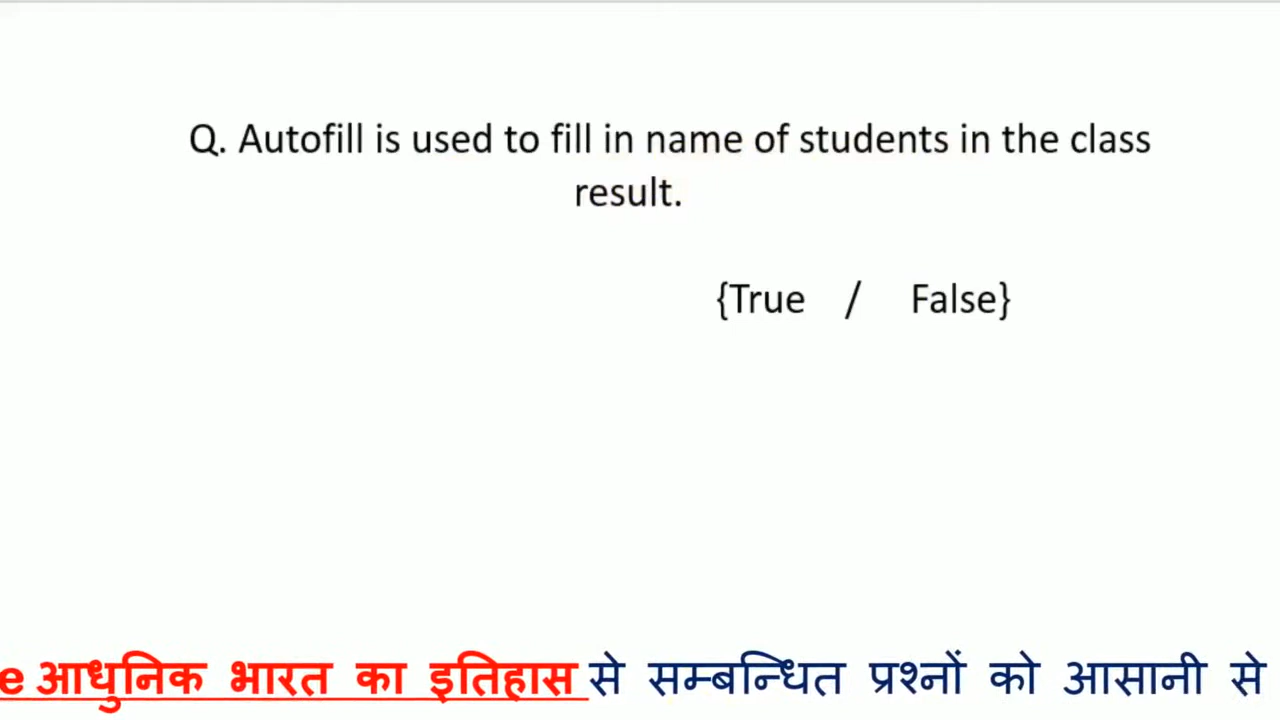 Q. Autofill is used to fill in name of students in the class
result.
{True / False}
e आधुनिक भारत का इतिहास से सम्बन्धित प्रश्नों को आसानी से